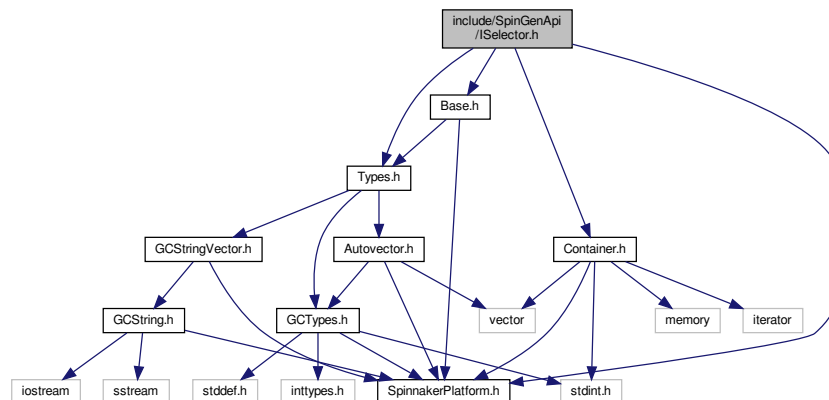 include/SpinGenApi
/ISelector.h
Base.h
Types.h
GCStringVector.h
Autovector.h
Container.h
GCString.h
GCTypes.h
vector
memory
iterator
iostream
sstream
stddef.h
inttypes.h
SpinnakerPlatform.h
stdint.h